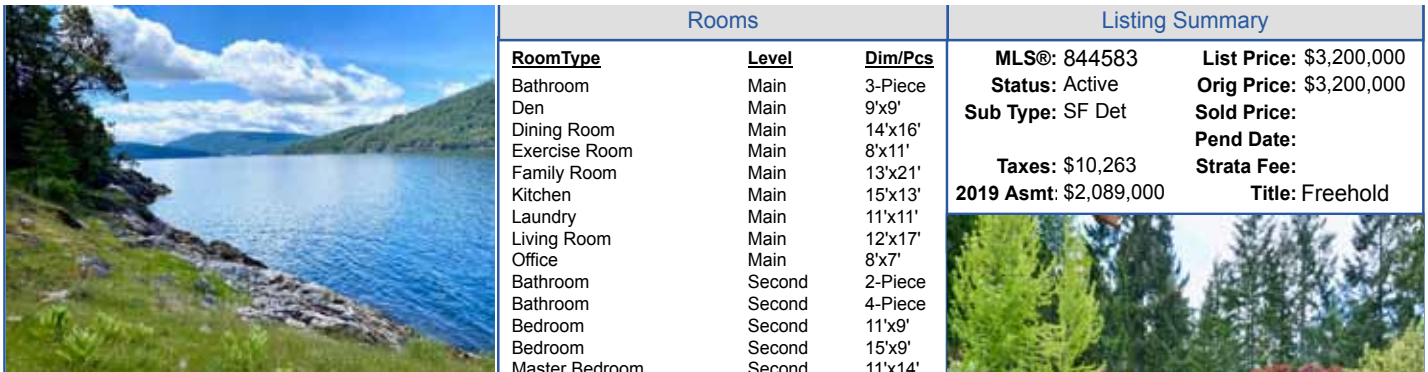 Rooms
RoomType Level Dim/Pcs
Bathroom Main 3-Piece
Den Main 9'x9'
Dining Room Main 14'x16'
Exercise Room Main 8'x11'
Family Room Main 13'x21'
Kitchen Main 15'x13'
Laundry Main 11'x11'
Living Room Main 12'x17'
Office Main 8'x7'
Bathroom Second 2-Piece
Bathroom Second 4-Piece
Bedroom Second 11'x9'
Bedroom Second 15'x9'
Master Bedroom Second 11'x14'
Listing Summary
MLS®: 844583 List Price: $3,200,000
Status: Active Orig Price: $3,200,000
Sub Type: SF Det Sold Price:
Pend Date:
Taxes: $10,263 Strata Fee:
2019 Asmt: $2,089,000 Title: Freehold